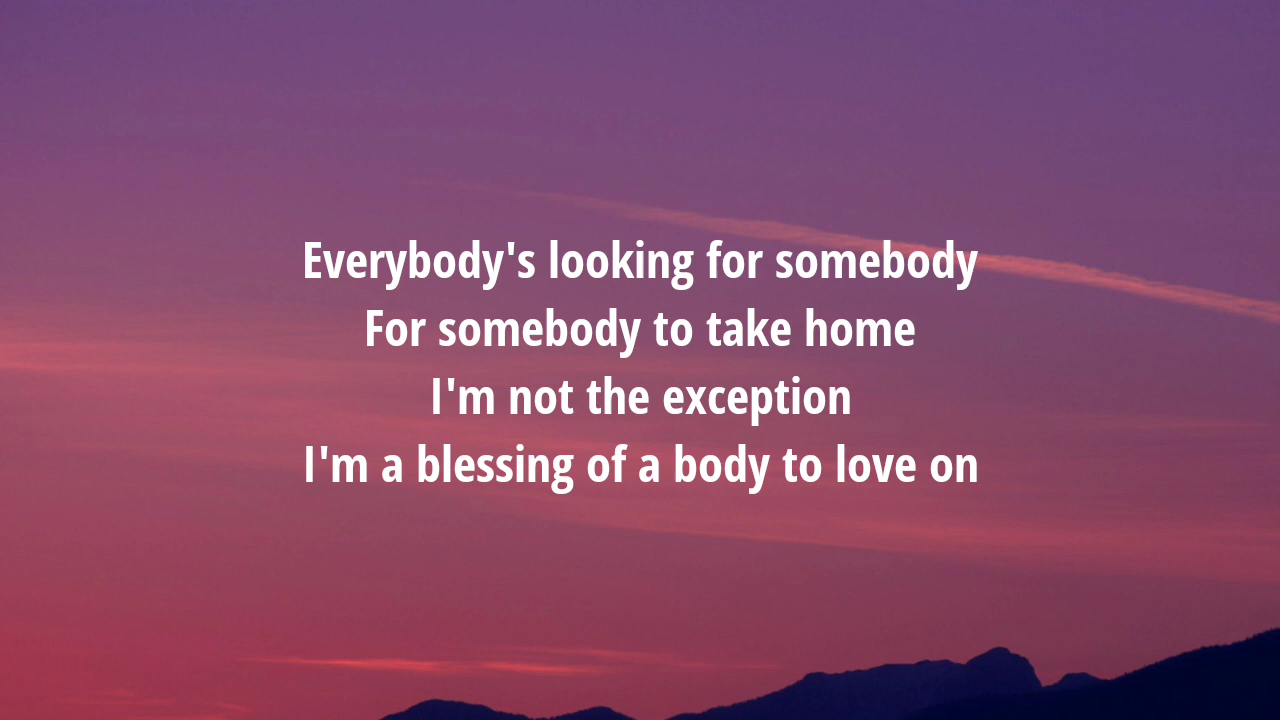 Everybody's looking for somebody
For somebody to take home
I'm not the exception
I'm a blessing of a body to love on